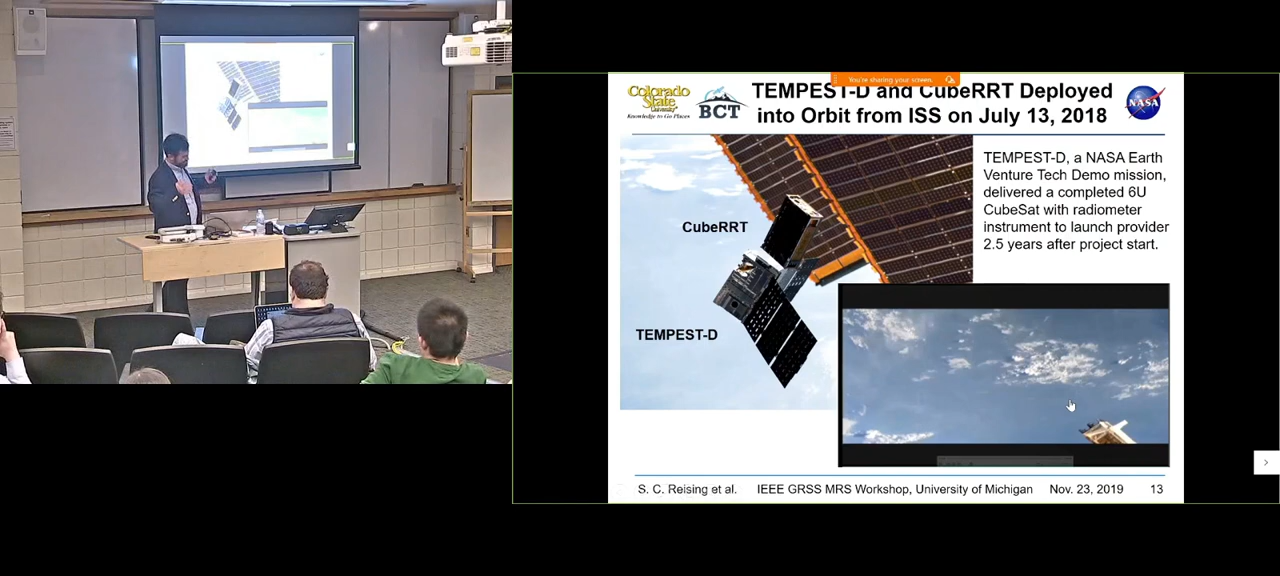 You're sharing your screen.
Colorado
State
University
Knowledge to Go Places
BCT
TEMPEST-D and CubeRRT Deployed
into Orbit from ISS on July 13, 2018
NASA
TEMPEST-D, a NASA Earth
Venture Tech Demo mission,
delivered a completed 6U
CubeSat with radiometer
instrument to launch provider
2.5 years after project start.
CubeRRT
TEMPEST-D
S. C. Reising et al. IEEE GRSS MRS Workshop, University of Michigan Nov. 23, 2019 13